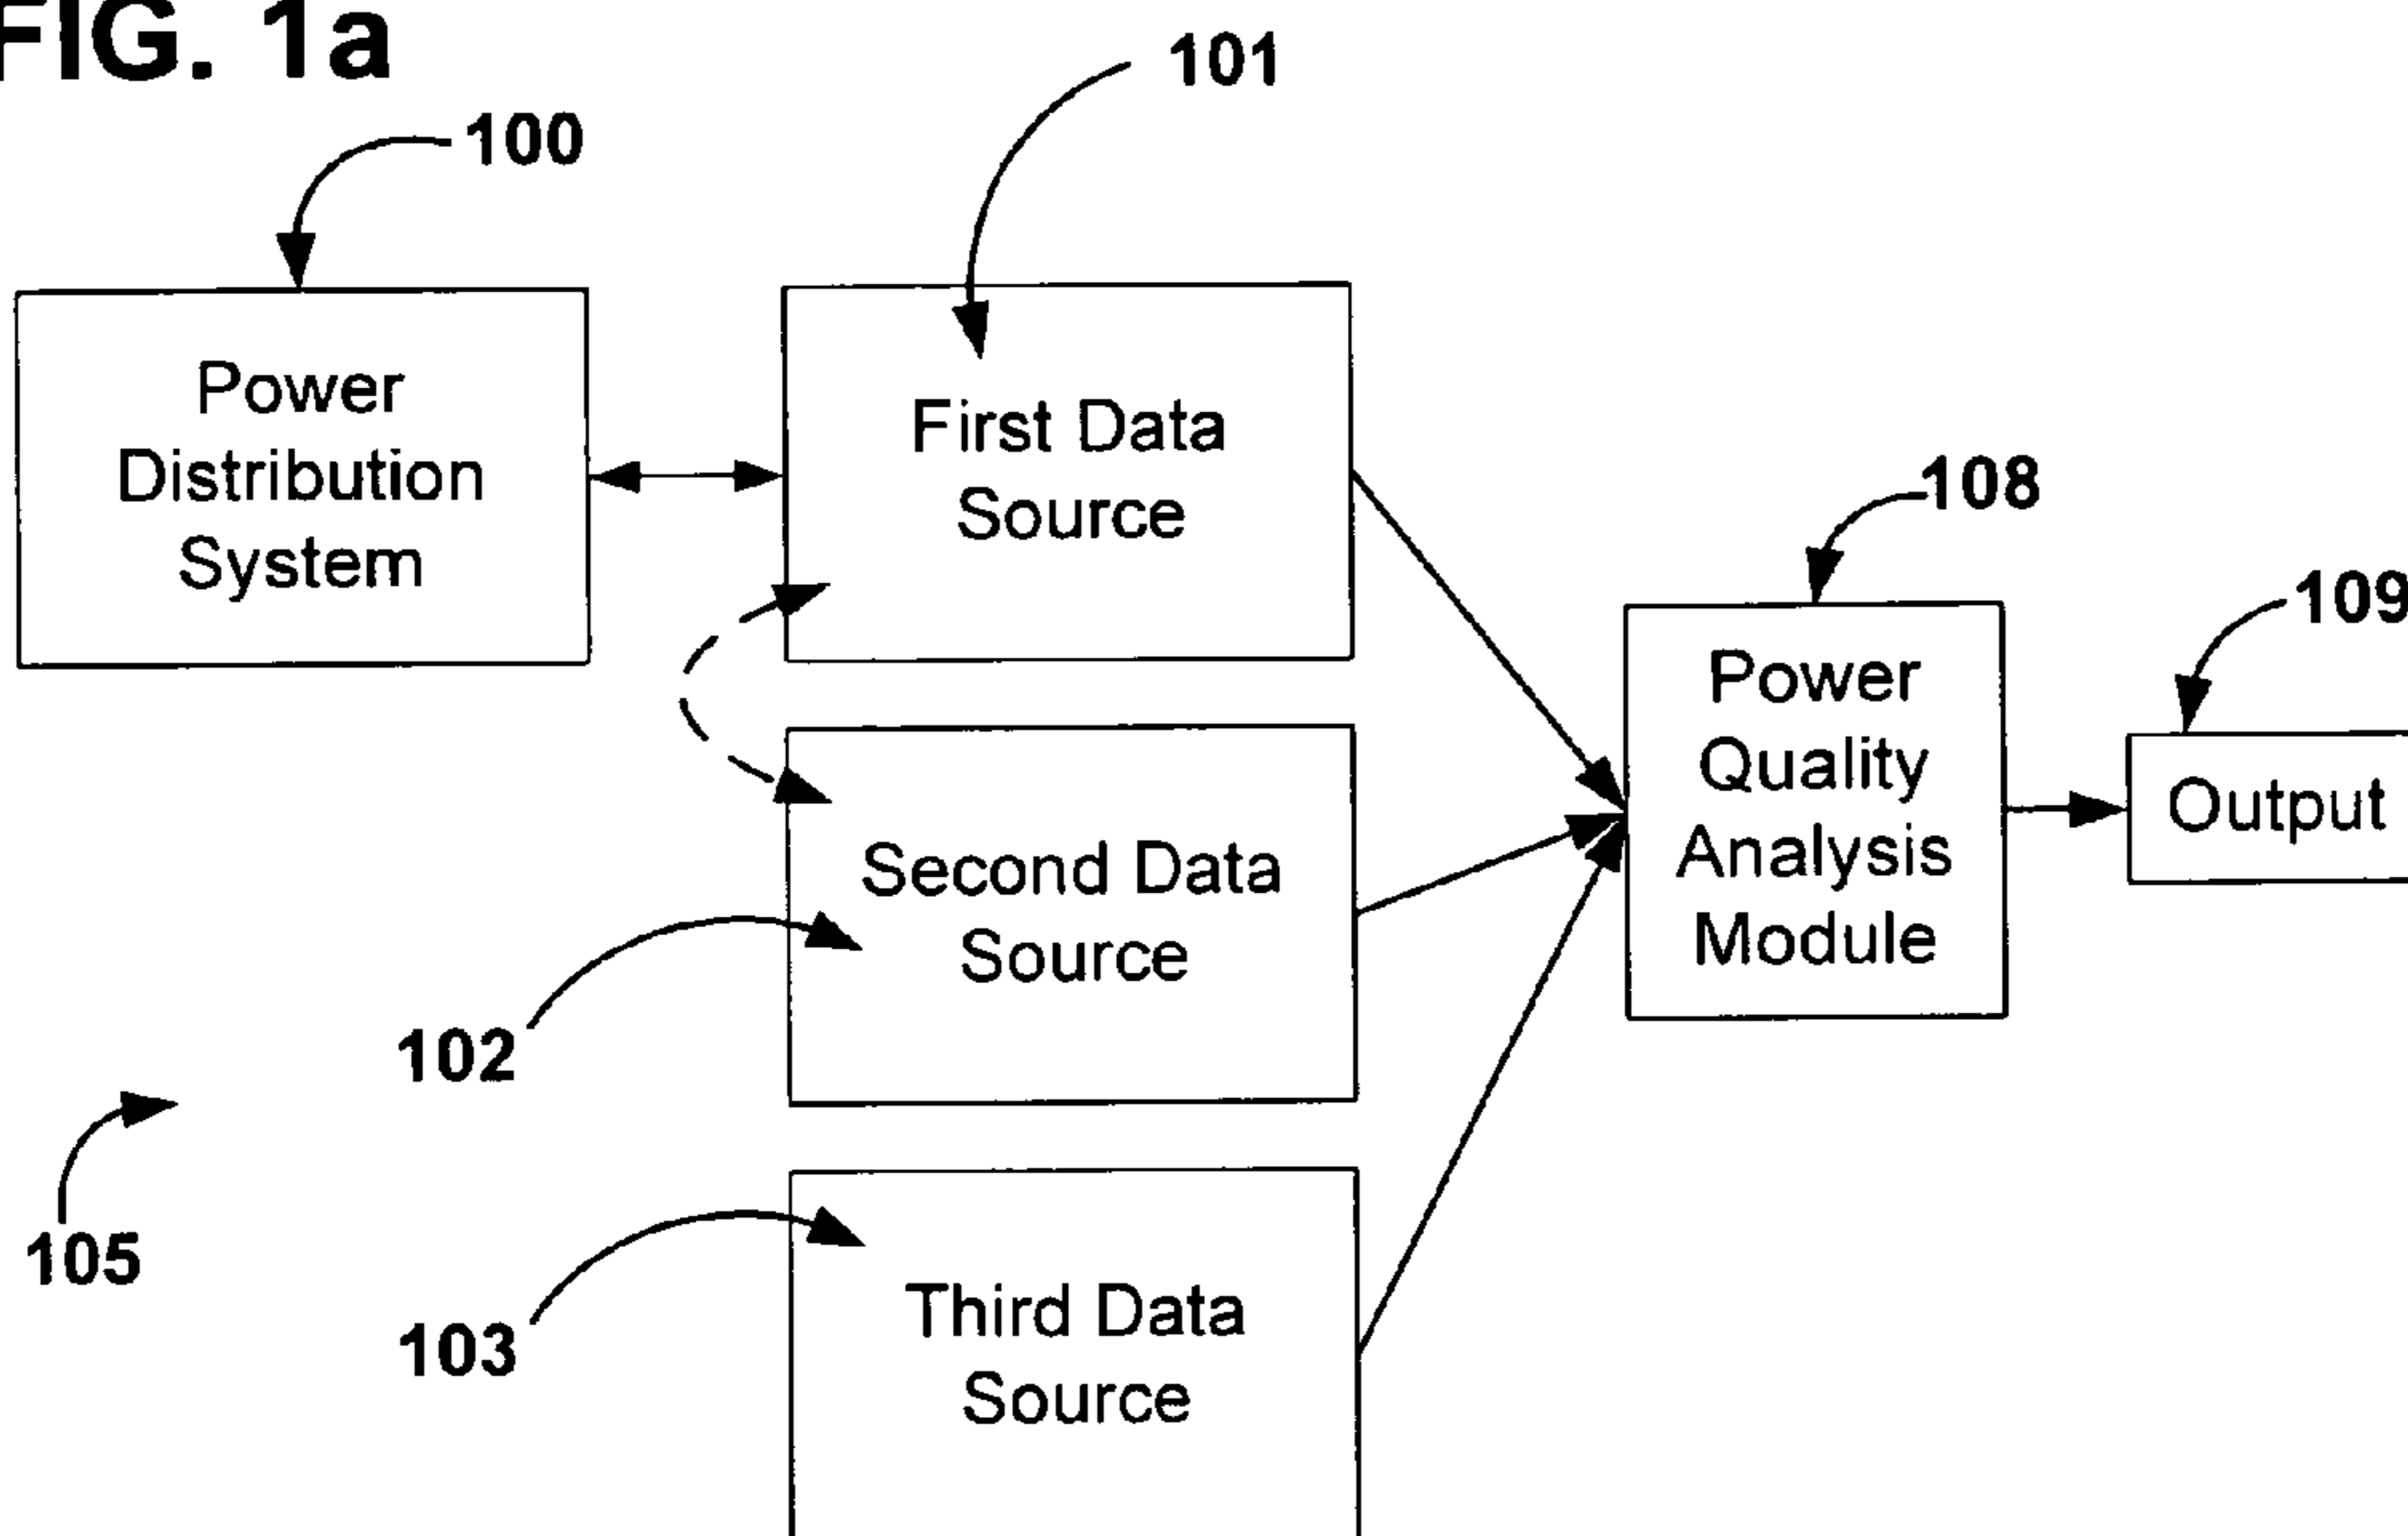 FIG. 1a
101
100
Power
Distribution
System
First Data
Source
108
109
Power
Quality
Analysis
Module
Output
Second Data
Source
102
105
103
Third Data
Source